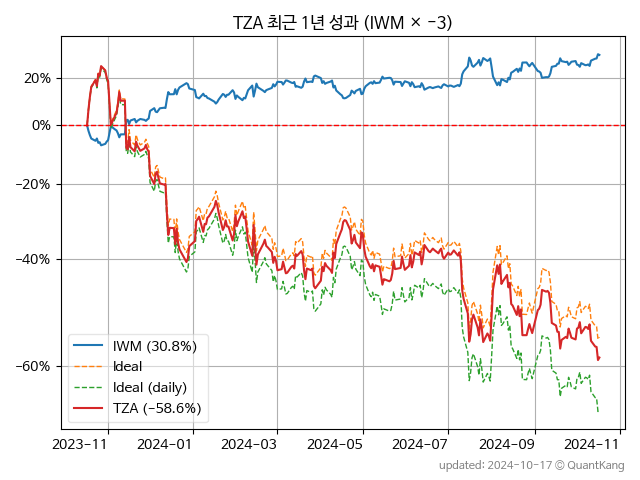 TZA 최근 1년 성과 (IWM × −3)
20%
0%
−20%
−40%
−60%
IWM (30.8%)
Ideal
Ideal (daily)
TZA (−58.6%)
2023−11 2024−01 2024−03 2024−05 2024−07 2024−09 2024−11
updated: 2024-10-17 © QuantKang